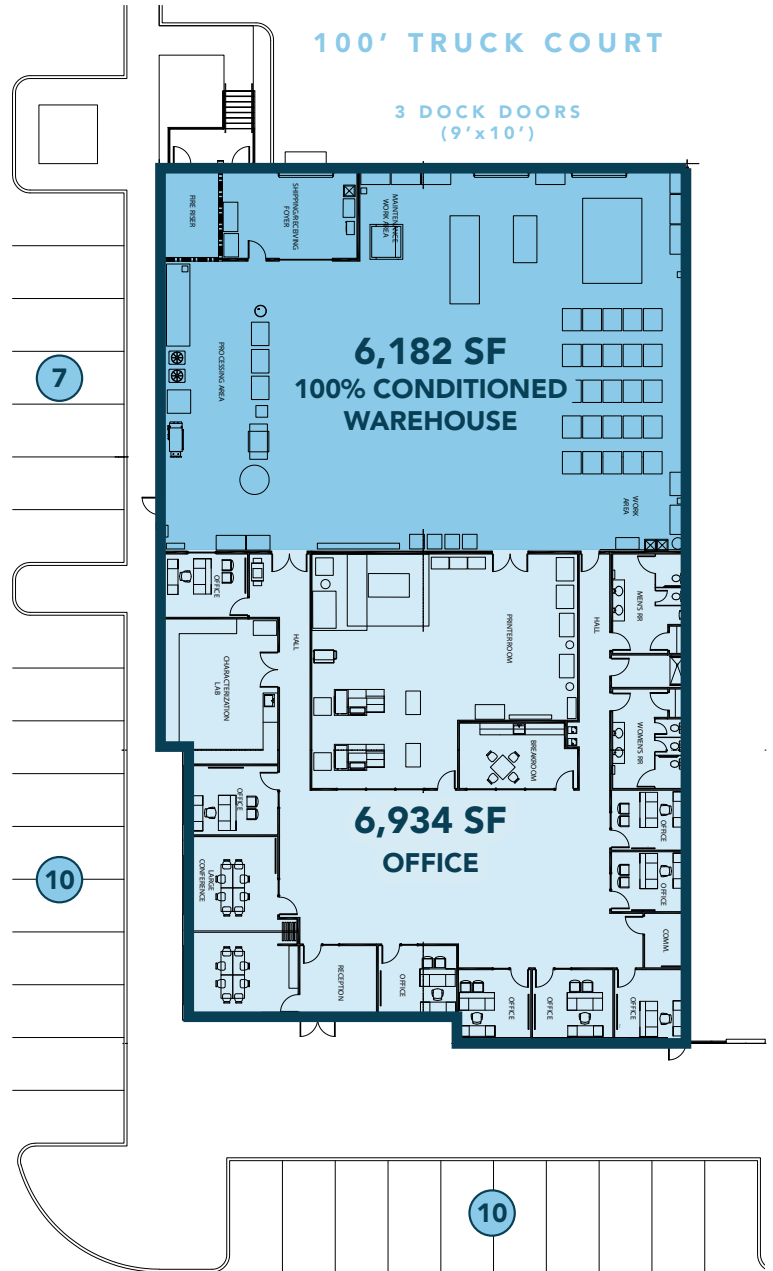 100' TRUCK COURT
3 DOCK DOORS
(9'x10')
FIRE RISER
SHIPPING/RECEIVING
FOYER
MAINTENANCE
WORK AREA
PROCESSING AREA
7
6,182 SF
100% CONDITIONED
WAREHOUSE
WORK
AREA
OFFICE
HALL
PRINTER ROOM
HALL
MEN'S RR
CHARACTERIZATION
LAB
WOMEN'S RR
BREAKROOM
OFFICE
6,934 SF
OFFICE
OFFICE
OFFICE
LARGE
CONFERENCE
10
COMM.
RECEPTION
OFFICE
OFFICE
OFFICE
OFFICE
10